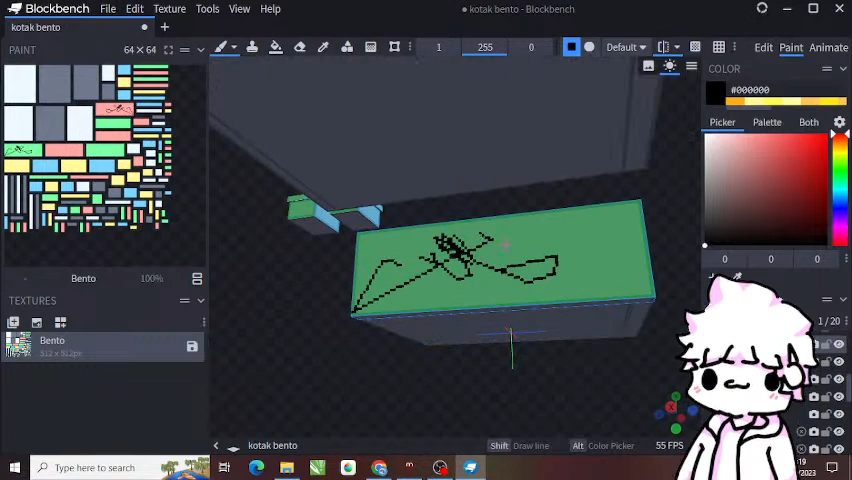 Blockbench File Edit Texture Tools View Help
kotak bento - Blockbench
kotak bento
PAINT 64 × 64
1 255 0 Default Edit Paint Animate
COLOR
#000000
Picker Palette Both
0 0 0
Bento 100%
TEXTURES
Bento
512 x 512px
1 / 20
kotak bento Shift Draw line Alt Color Picker 55 FPS
Type here to search